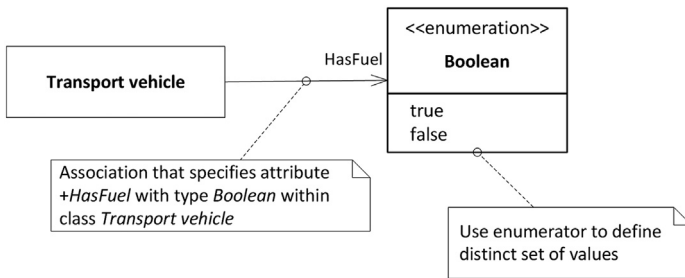 <<enumeration>>
HasFuel
Transport vehicle
Boolean
true
false
Association that specifies attribute
+HasFuel with type Boolean within
class Transport vehicle
Use enumerator to define
distinct set of values